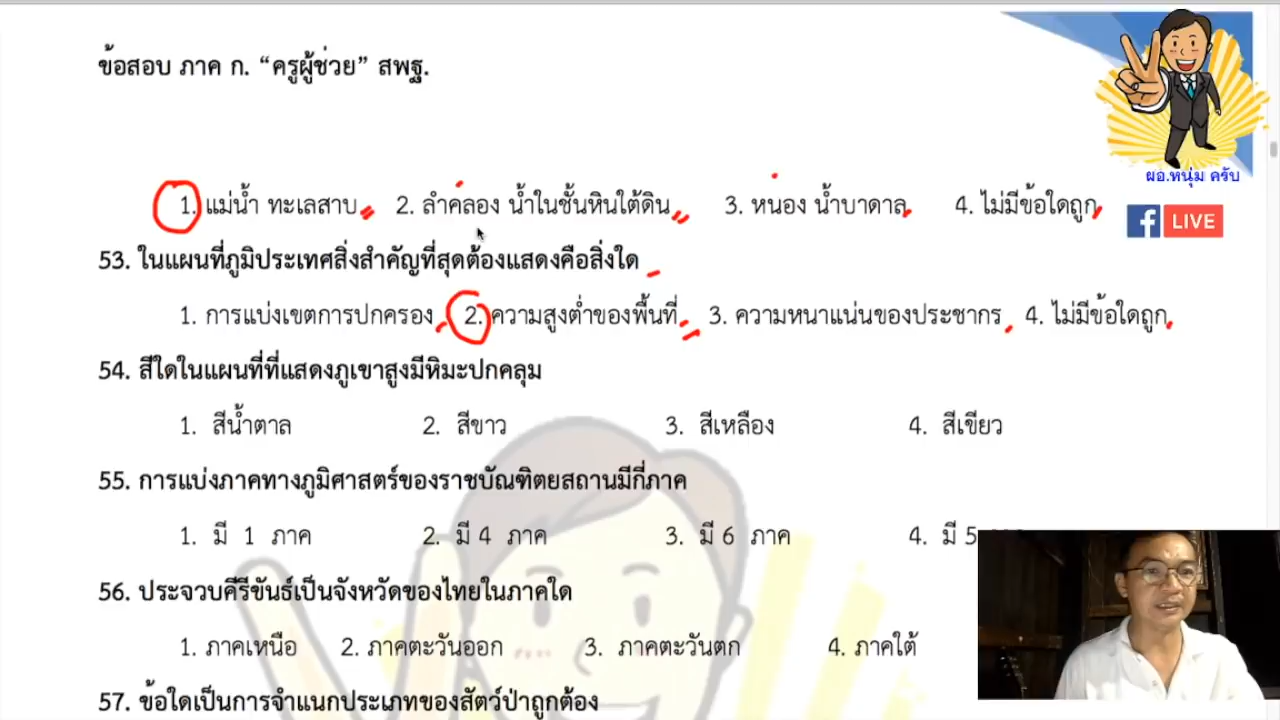 ข้อสอบ ภาค ก. “ครูผู้ช่วย” สพฐ.
ผอ.หนุ่ม ครับ
1. แม่น้ำ ทะเลสาบ 2. ลำคลอง น้ำในชั้นหินใต้ดิน 3. หนอง น้ำบาดาล 4. ไม่มีข้อใดถูก
f LIVE
53. ในแผนที่ภูมิประเทศสิ่งสำคัญที่สุดต้องแสดงคือสิ่งใด
1. การแบ่งเขตการปกครอง 2. ความสูงต่ำของพื้นที่ 3. ความหนาแน่นของประชากร 4. ไม่มีข้อใดถูก
54. สีใดในแผนที่ที่แสดงภูเขาสูงมีหิมะปกคลุม
1. สีน้ำตาล 2. สีขาว 3. สีเหลือง 4. สีเขียว
55. การแบ่งภาคทางภูมิศาสตร์ของราชบัณฑิตยสถานมีกี่ภาค
1. มี 1 ภาค 2. มี 4 ภาค 3. มี 6 ภาค 4. มี 5
56. ประจวบคีรีขันธ์เป็นจังหวัดของไทยในภาคใด
1. ภาคเหนือ 2. ภาคตะวันออก 3. ภาคตะวันตก 4. ภาคใต้
57. ข้อใดเป็นการจำแนกประเภทของสัตว์ป่าถูกต้อง